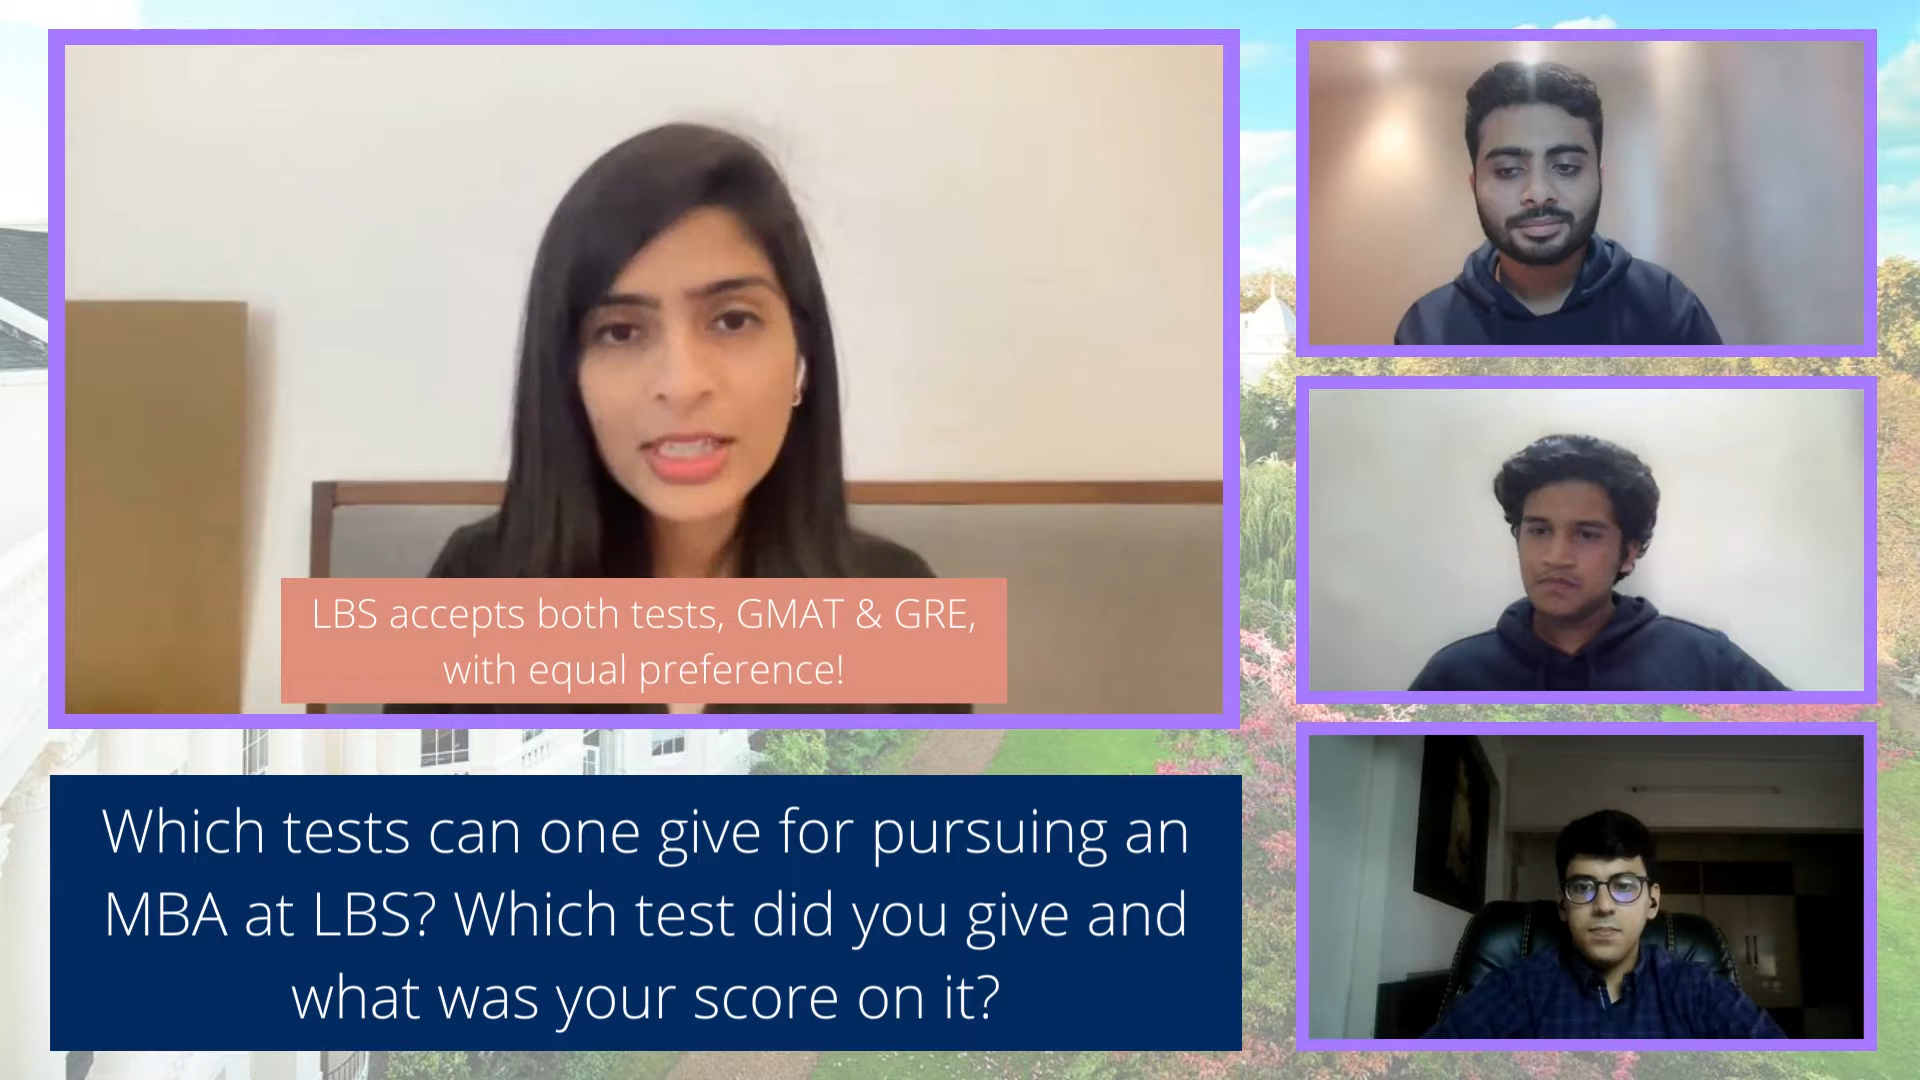 LBS accepts both tests, GMAT & GRE,
with equal preference!
Which tests can one give for pursuing an
MBA at LBS? Which test did you give and
what was your score on it?